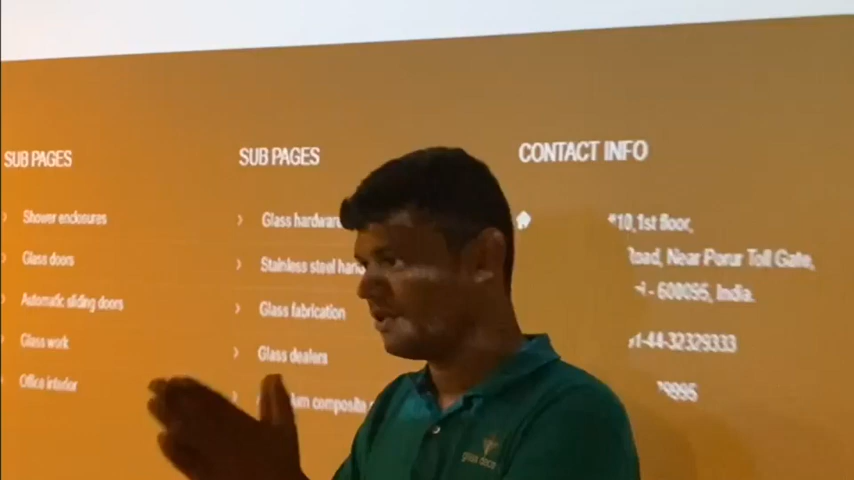 SUB PAGES
› Shower enclosures
› Glass doors
› Automatic sliding doors
› Glass work
› Office interior
SUB PAGES
› Glass hardware
› Stainless steel
› Glass fabrication
› Glass dealers
composite
CONTACT INFO
10, 1st floor,
Road, Near Porur Toll Gate,
- 600095, India.
1-44-32329333
9995